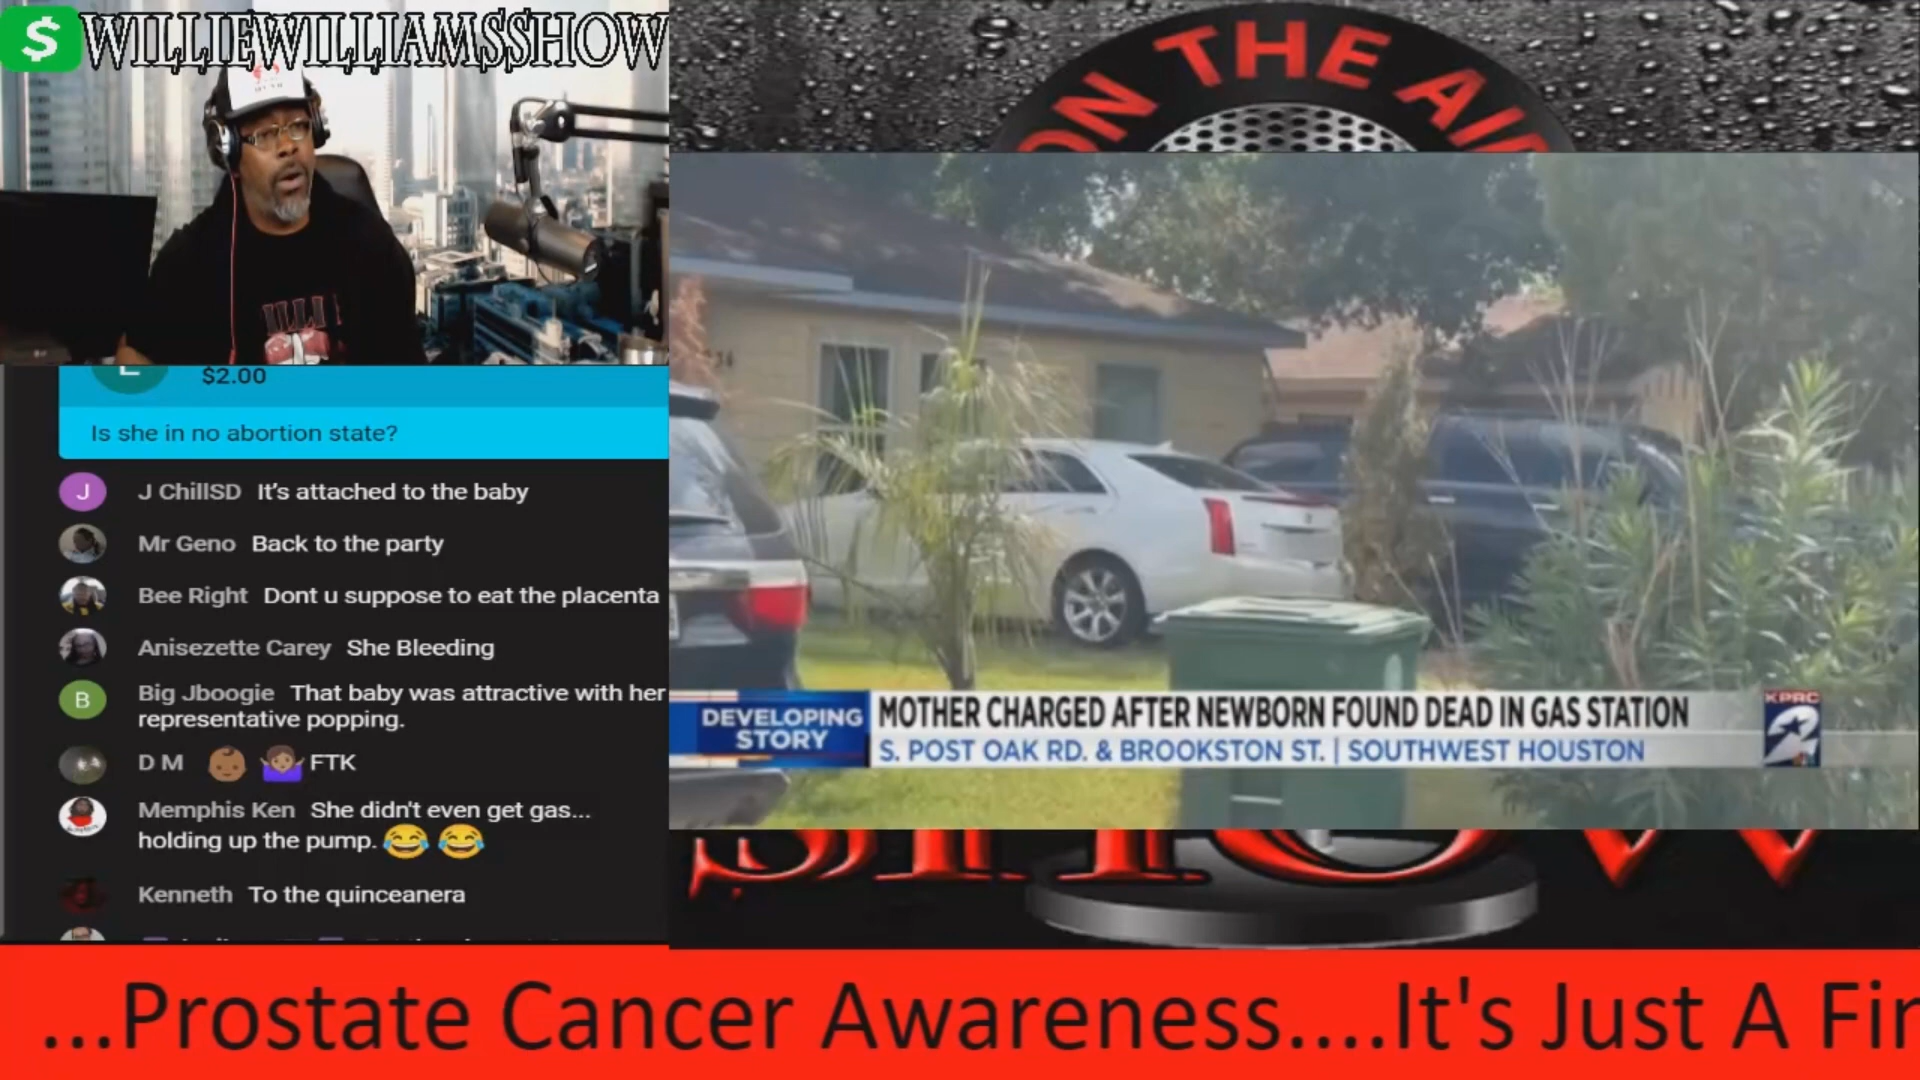 $ WILLIEWILLIAMSSHOW
ON THE AIR
$2.00
Is she in no abortion state?
J J ChillSD It's attached to the baby
Mr Geno Back to the party
Bee Right Dont u suppose to eat the placenta
Anisezette Carey She Bleeding
B Big Jboogie That baby was attractive with her
representative popping.
D M FTK
Memphis Ken She didn't even get gas...
holding up the pump.
Kenneth To the quinceanera
DEVELOPING
STORY
MOTHER CHARGED AFTER NEWBORN FOUND DEAD IN GAS STATION
S. POST OAK RD. & BROOKSTON ST. | SOUTHWEST HOUSTON
KPRC
2
SHOW
...Prostate Cancer Awareness....It's Just A Fin